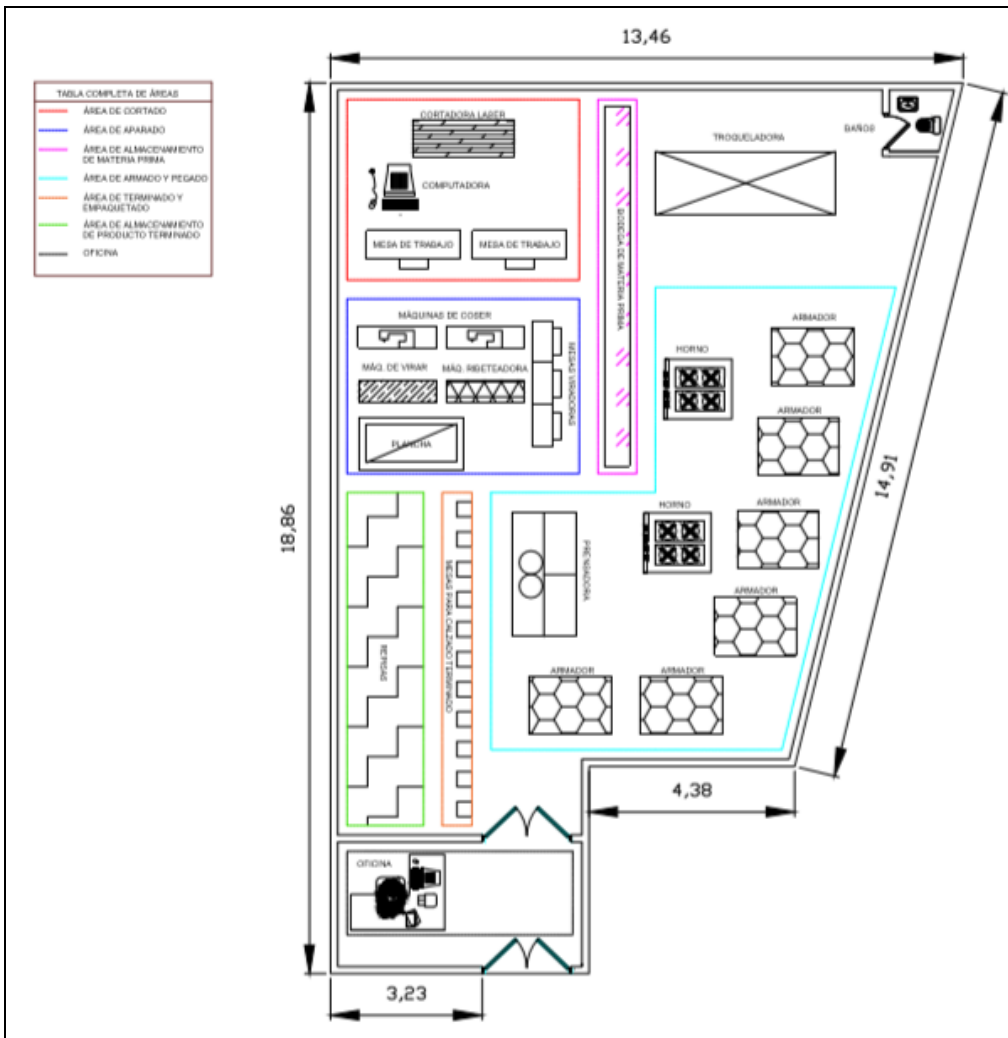 13,46
TABLA COMPLETA DE ÁREAS
ÁREA DE CORTADO
ÁREA DE APARADO
ÁREA DE ALMACENAMIENTO
DE MATERIA PRIMA
ÁREA DE ARMADO Y PEGADO
ÁREA DE TERMINADO Y
EMPAQUETADO
ÁREA DE ALMACENAMIENTO
DE PRODUCTO TERMINADO
OFICINA
CORTADORA LASER
COMPUTADORA
MESA DE TRABAJO
MESA DE TRABAJO
BODEGA DE MATERIA PRIMA
TROQUELADORA
BAÑOS
MÁQUINAS DE COSER
MÁQ. DE VIRAR
MÁQ. RIBETEADORA
MESAS VIRADORAS
PLANCHA
HORNO
ARMADOR
ARMADOR
14,91
18,86
REPISAS
MESAS PARA CALZADO TERMINADO
PRENSADORA
HORNO
ARMADOR
ARMADOR
ARMADOR
ARMADOR
4,38
OFICINA
3,23